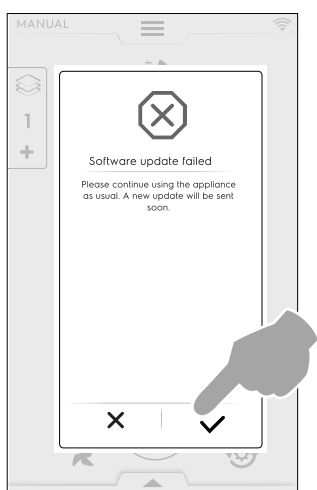 MANUAL
1
+
Software update failed
Please continue using the appliance
as usual. A new update will be sent
soon.